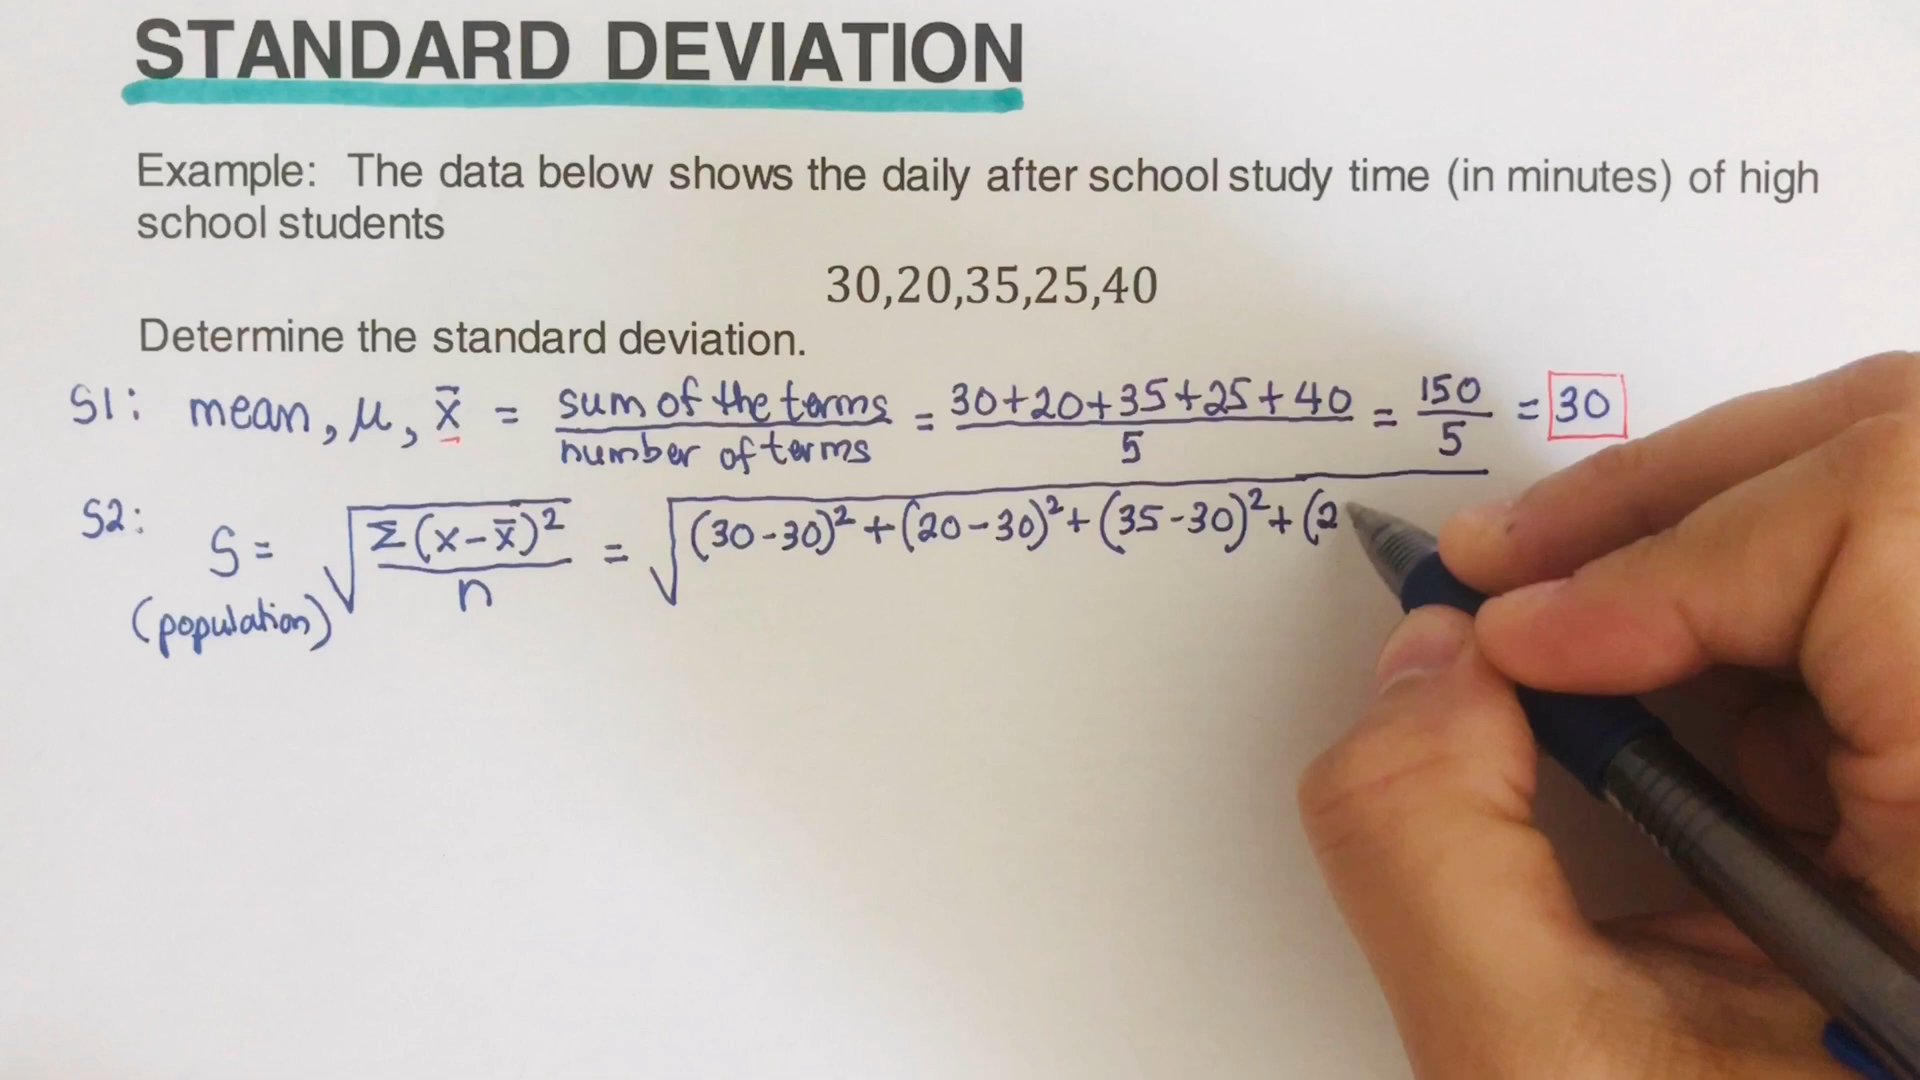 STANDARD DEVIATION
Example: The data below shows the daily after school study time (in minutes) of high
school students
30,20,35,25,40
Determine the standard deviation.
S1: mean, μ, x̄ = sum of the terms / number of terms = 30+20+35+25+40 / 5 = 150 / 5 = 30
S2: S = √(Σ(x-x̄)² / n) = √((30-30)²+(20-30)²+(35-30)²+(2
(population)